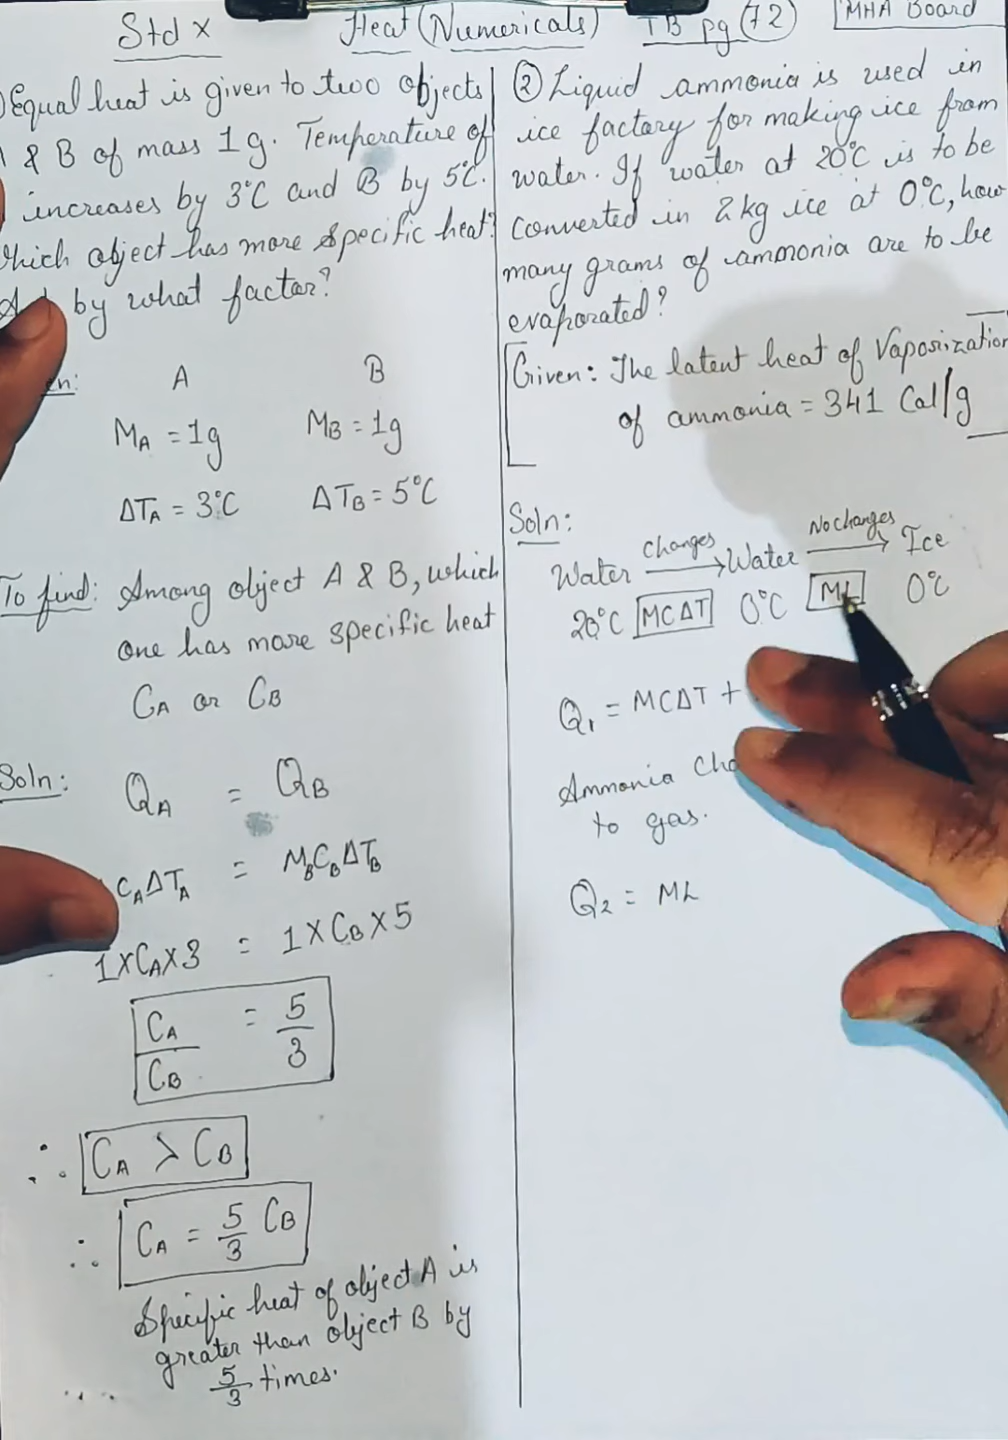 Std X Heat (Numericals) TB pg (72) MHA Board
Equal heat is given to two objects
& B of mass 1g. Temperature of
increases by 3°C and B by 5°C.
Which object has more specific heat?
by what factor?
A B
MA = 1g MB = 1g
ΔTA = 3°C ΔTB = 5°C
To find: Among object A & B, which
one has more specific heat
CA or CB
Soln: QA = QB
CAΔTA = MBCBΔTB
1×CA×3 = 1×CB×5
CA/CB = 5/3
∴ CA > CB
∴ CA = 5/3 CB
Specific heat of object A is
greater than object B by
5/3 times.
② Liquid ammonia is used in
ice factory for making ice from
water. If water at 20°C is to be
converted in 2kg ice at 0°C, how
many grams of ammonia are to be
evaporated?
Given: The latent heat of Vaporization
of ammonia = 341 Cal/g
Soln:
Water Changes → Water No changes → Ice
20°C MCΔT 0°C ML 0°C
Q1 = MCΔT +
Ammonia
to gas.
Q2 = ML